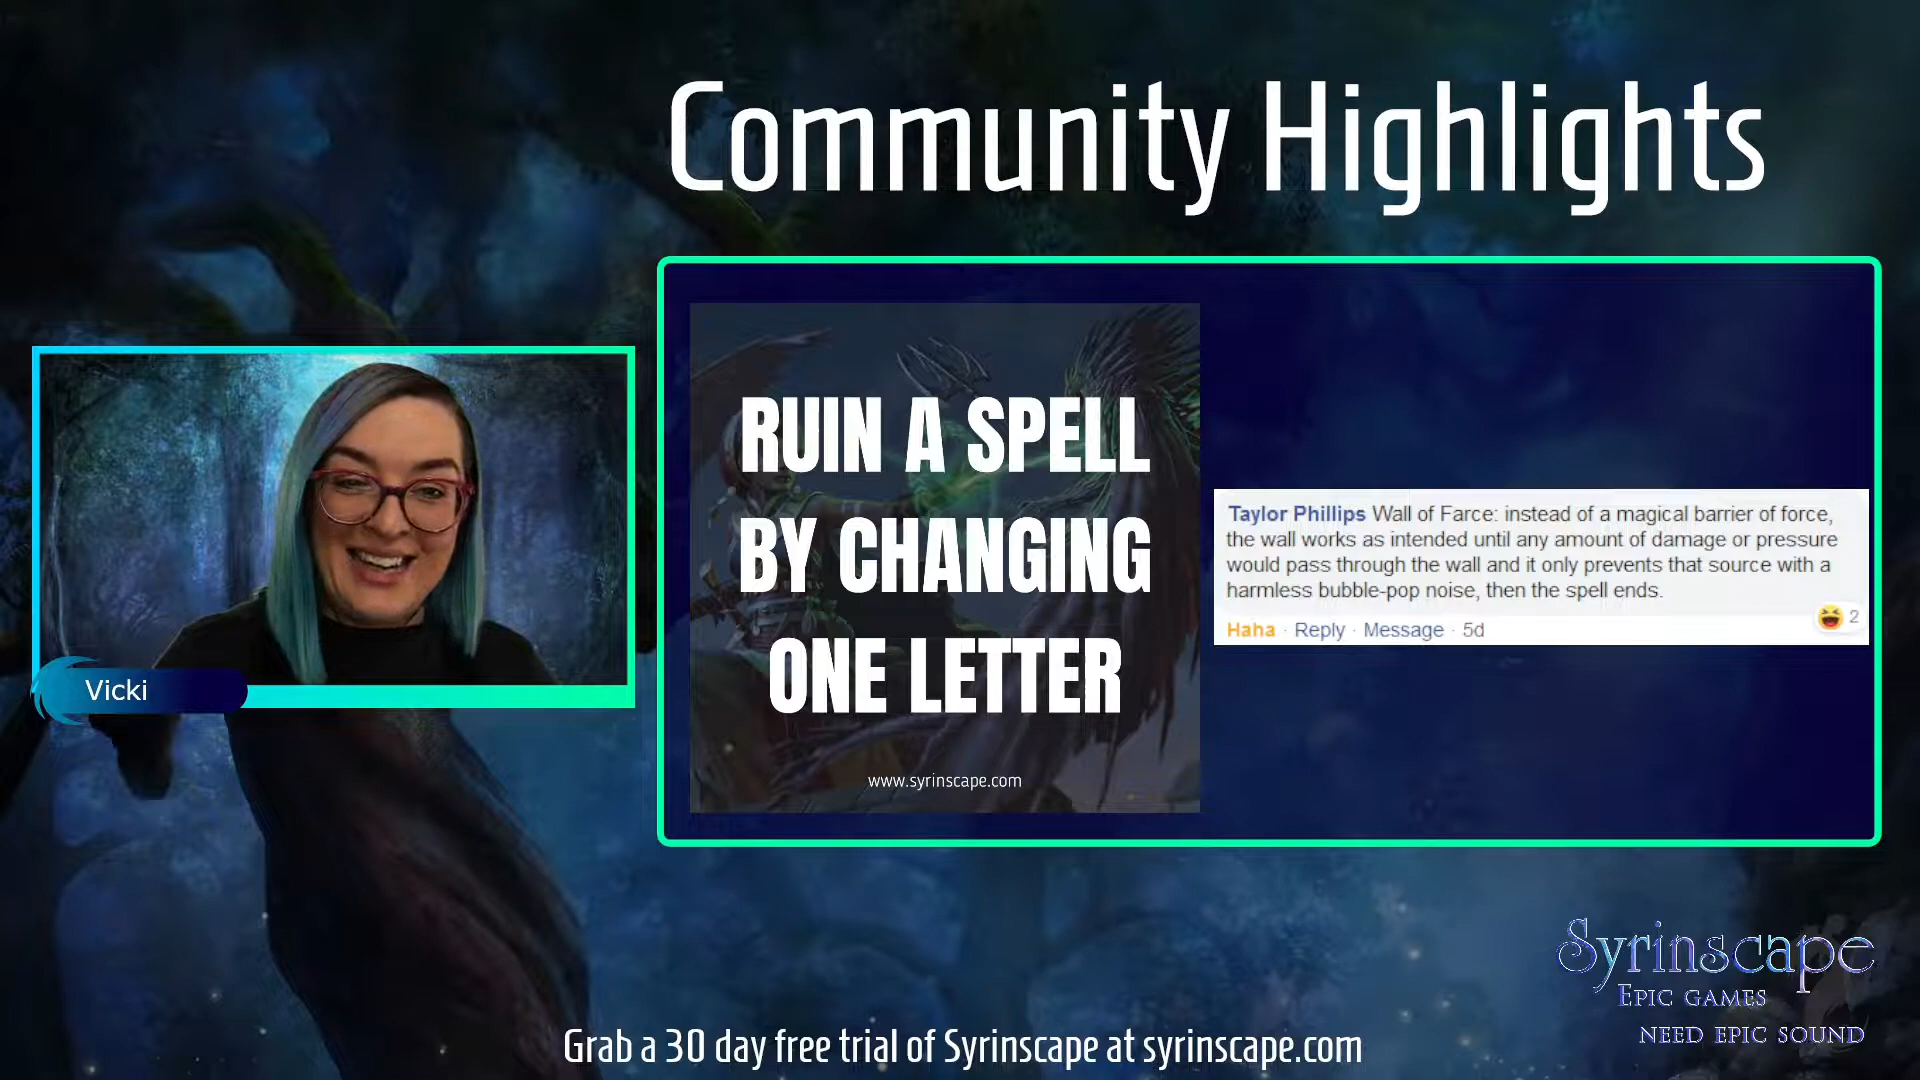 Community Highlights
RUIN A SPELL
BY CHANGING
ONE LETTER
www.syrinscape.com
Taylor Phillips Wall of Farce: instead of a magical barrier of force,
the wall works as intended until any amount of damage or pressure
would pass through the wall and it only prevents that source with a
harmless bubble-pop noise, then the spell ends.
Haha · Reply · Message · 5d
2
Vicki
Syrinscape
EPIC GAMES
NEED EPIC SOUND
Grab a 30 day free trial of Syrinscape at syrinscape.com